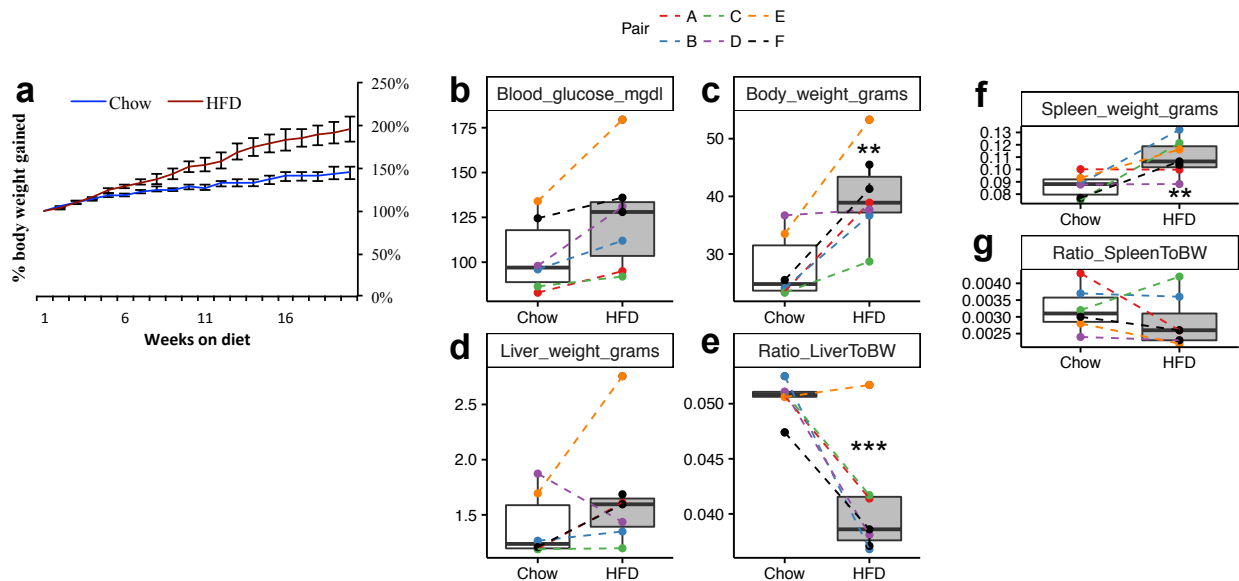 Pair
A C E
B D F
a
Chow HFD
% body weight gained
250%
200%
150%
100%
0%
1 6 11 16
Weeks on diet
b
Blood_glucose_mgdl
175
150
125
100
Chow HFD
c
Body_weight_grams
50
40
30
**
Chow HFD
d
Liver_weight_grams
2.5
2.0
1.5
Chow HFD
e
Ratio_LiverToBW
0.050
0.045
0.040
***
Chow HFD
f
Spleen_weight_grams
0.13
0.12
0.11
0.10
0.09
0.08
**
Chow HFD
g
Ratio_SpleenToBW
0.0040
0.0035
0.0030
0.0025
Chow HFD